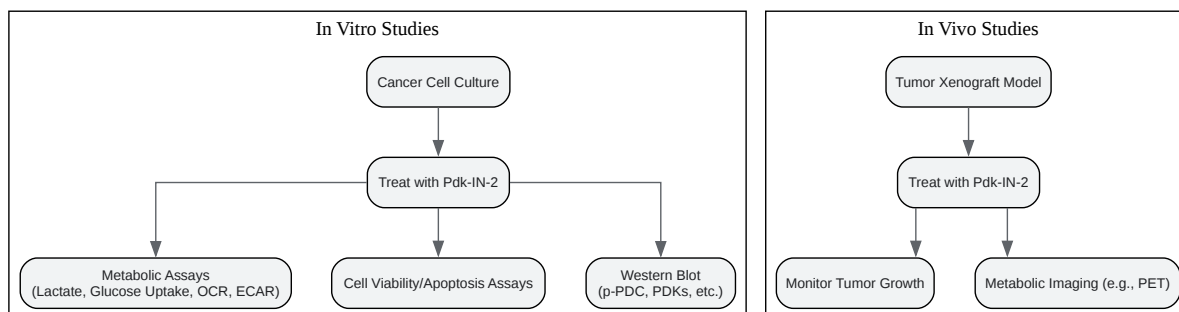 In Vitro Studies
Cancer Cell Culture
Treat with Pdk-IN-2
Metabolic Assays
(Lactate, Glucose Uptake, OCR, ECAR)
Cell Viability/Apoptosis Assays
Western Blot
(p-PDC, PDKs, etc.)
In Vivo Studies
Tumor Xenograft Model
Treat with Pdk-IN-2
Monitor Tumor Growth
Metabolic Imaging (e.g., PET)